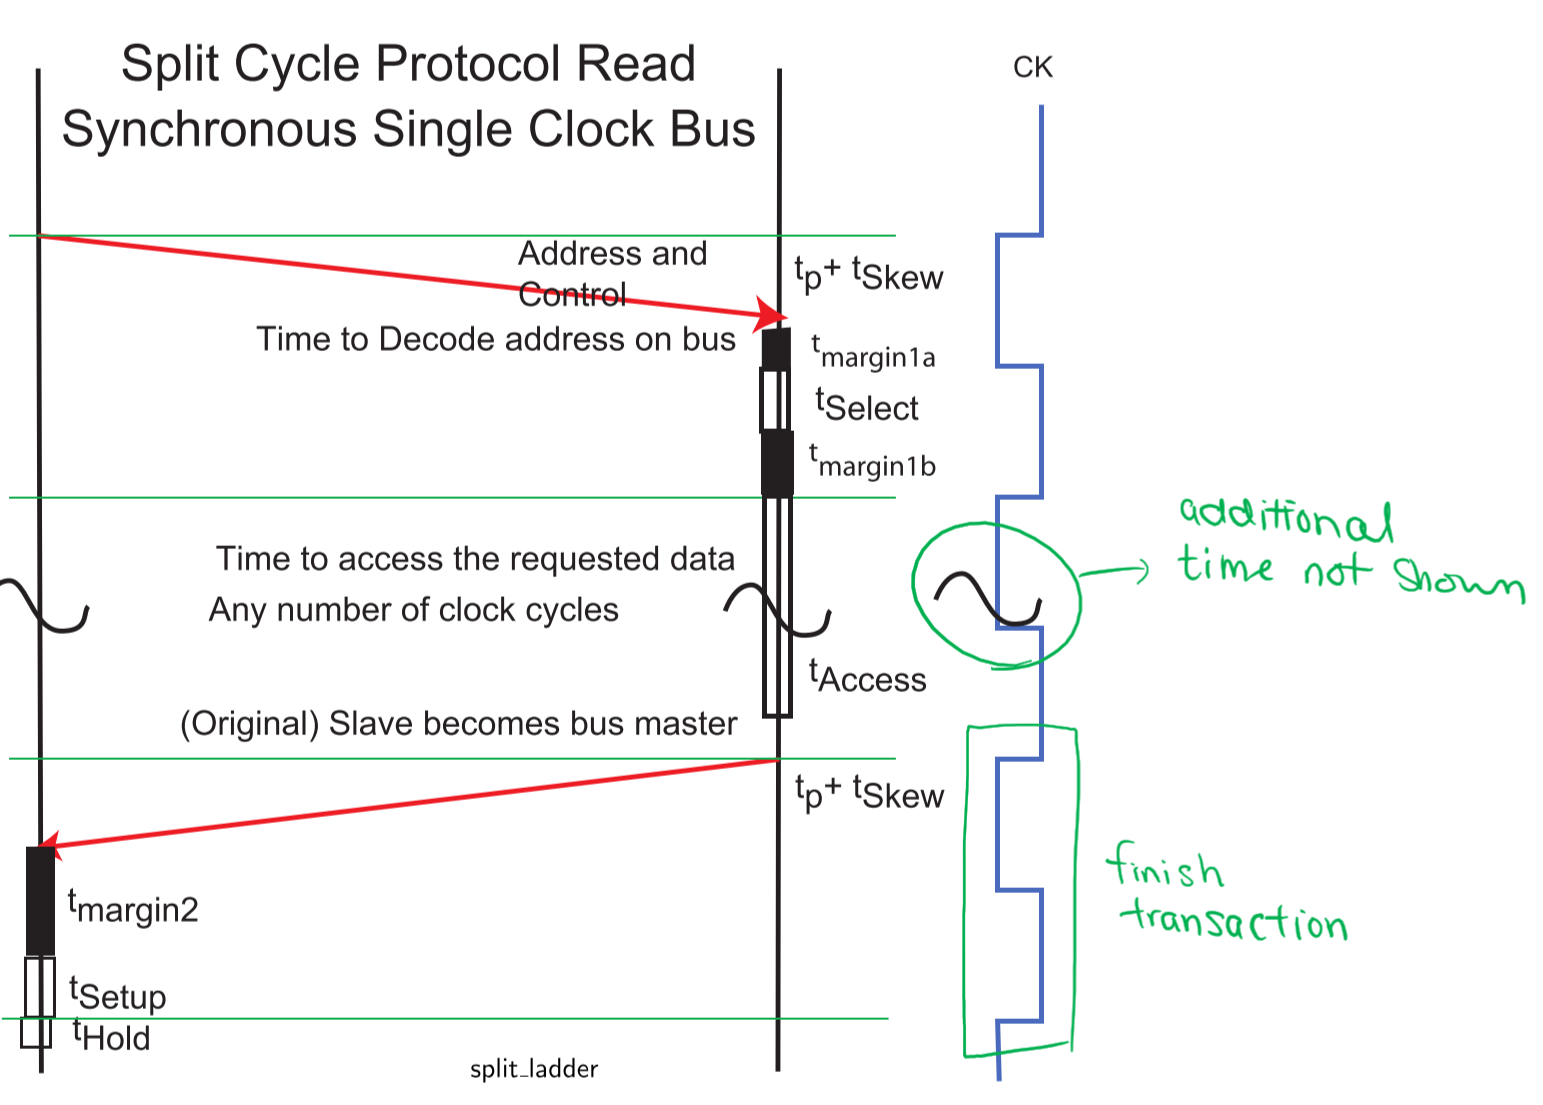 Split Cycle Protocol Read
Synchronous Single Clock Bus
CK
Address and
Control
tp+ tSkew
Time to Decode address on bus
tmargin1a
tSelect
tmargin1b
additional
time not shown
Time to access the requested data
Any number of clock cycles
tAccess
(Original) Slave becomes bus master
tp+ tSkew
finish
transaction
tmargin2
tSetup
tHold
split_ladder